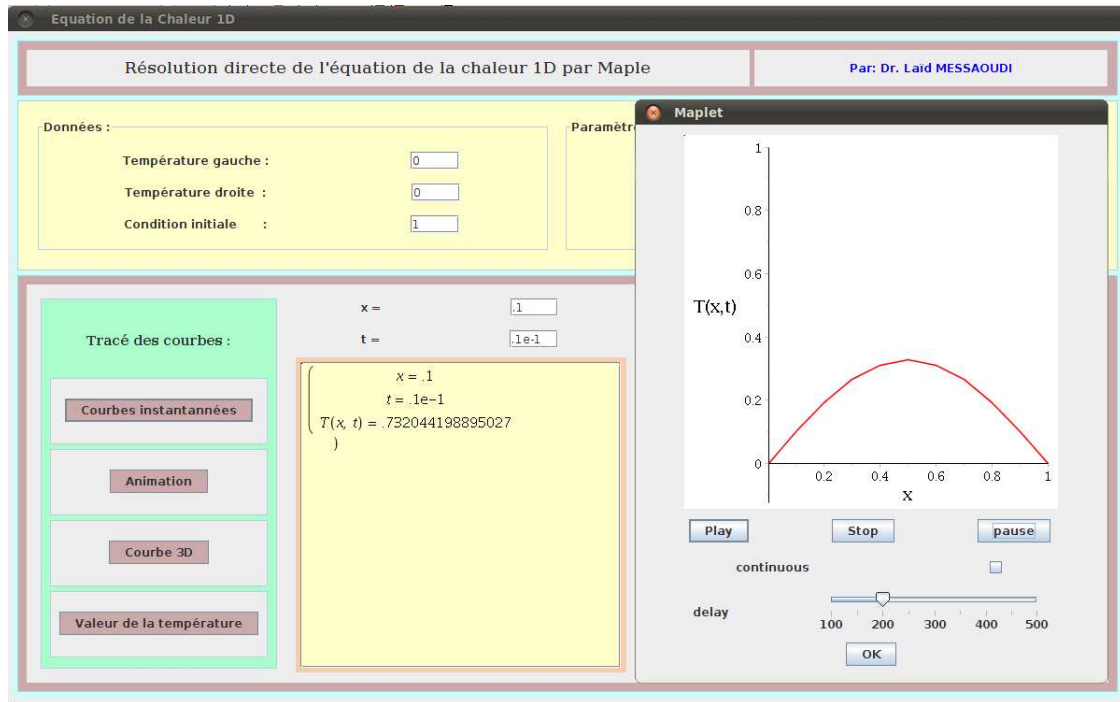 Equation de la Chaleur 1D
Résolution directe de l'équation de la chaleur 1D par Maple
Par: Dr. Laïd MESSAOUDI
Données :
Température gauche : 0
Température droite : 0
Condition initiale : 1
Paramètr
Tracé des courbes :
Courbes instantannées
Animation
Courbe 3D
Valeur de la température
x = .1
t = .1e-1
x = .1
t = .1e−1
T(x, t) = .732044198895027
)
Maplet
1
0.8
0.6
T(x,t)
0.4
0.2
0
0.2 0.4 0.6 0.8 1
x
Play Stop pause
continuous
delay
100 200 300 400 500
OK